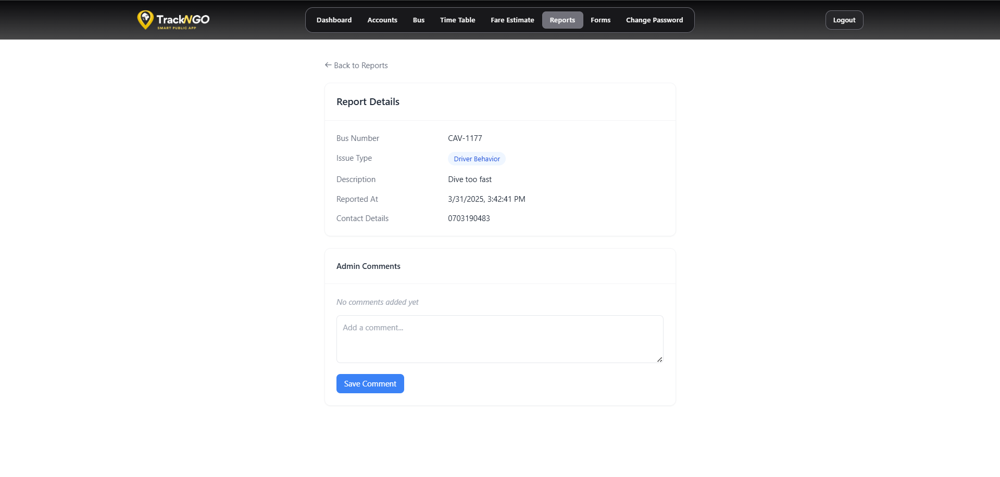 TrackNGO
SMART PUBLIC APP
Dashboard Accounts Bus Time Table Fare Estimate Reports Forms Change Password
Logout
← Back to Reports
Report Details
Bus Number CAV-1177
Issue Type Driver Behavior
Description Dive too fast
Reported At 3/31/2025, 3:42:41 PM
Contact Details 0703190483
Admin Comments
No comments added yet
Add a comment...
Save Comment